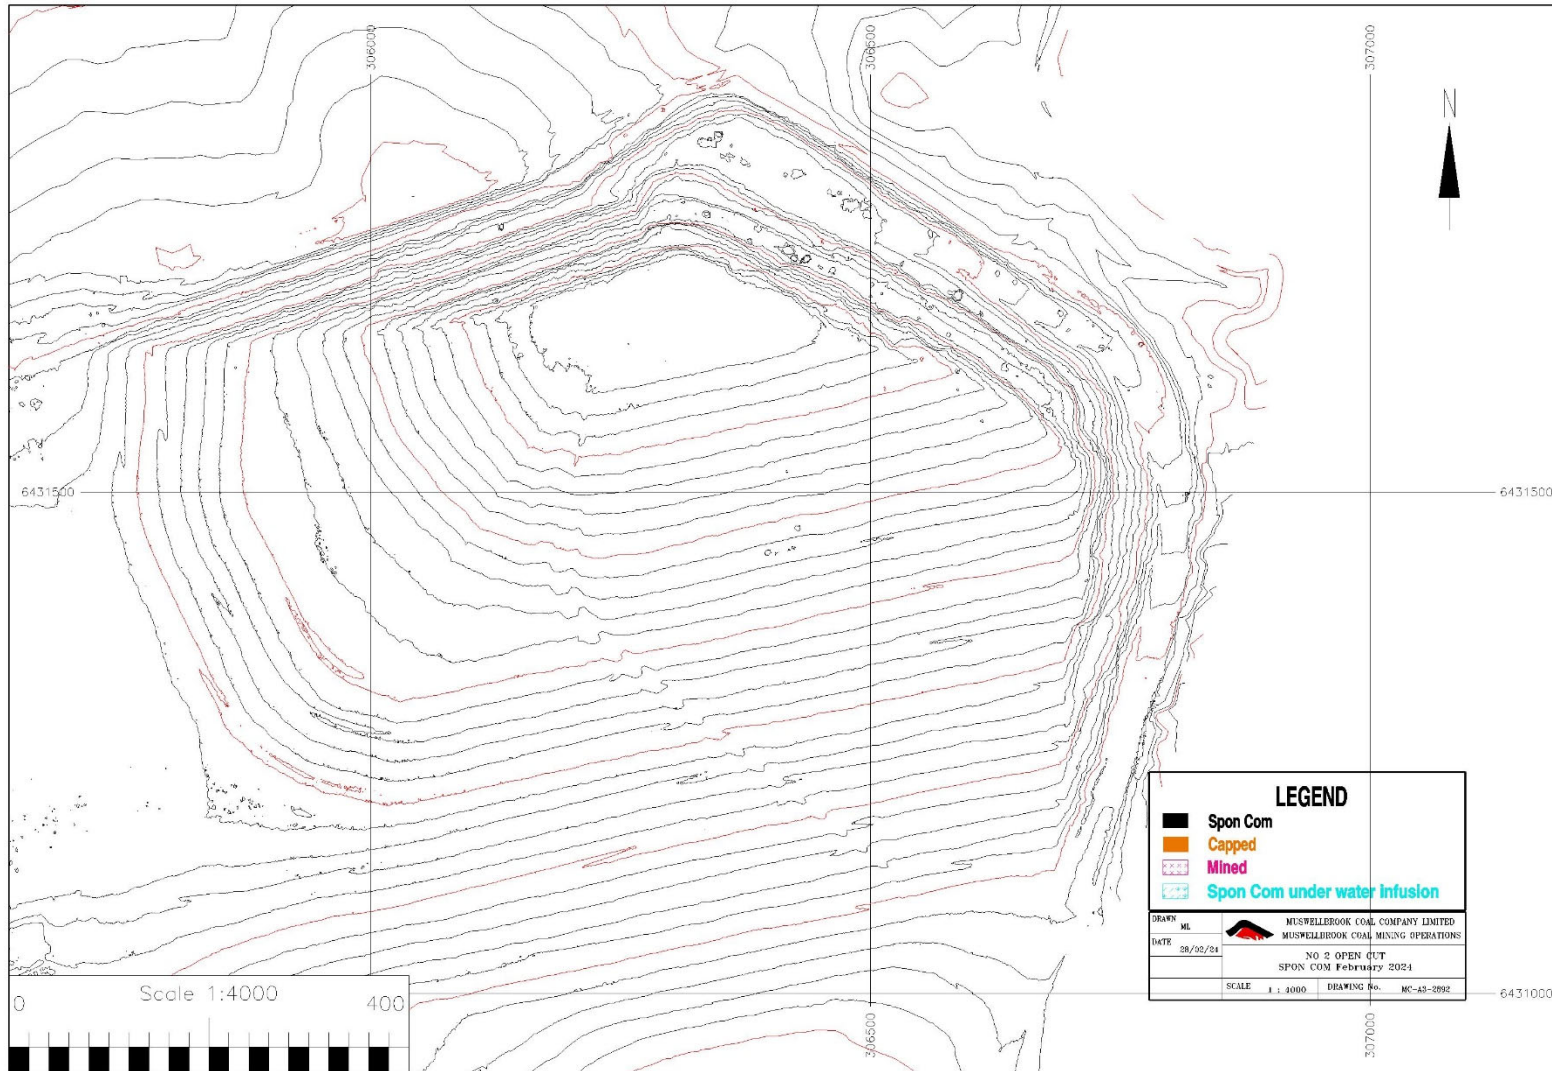 306000
306500
307000
N
6431500
6431500
LEGEND
Spon Com
Capped
Mined
Spon Com under water infusion
DRAWN
ML
DATE
28/02/24
MUSWELLBROOK COAL COMPANY LIMITED
MUSWELLBROOK COAL MINING OPERATIONS
NO 2 OPEN CUT
SPON COM February 2024
SCALE 1 : 4000
DRAWING No. MC-A3-2892
0 Scale 1:4000 400
6431000
306500
307000